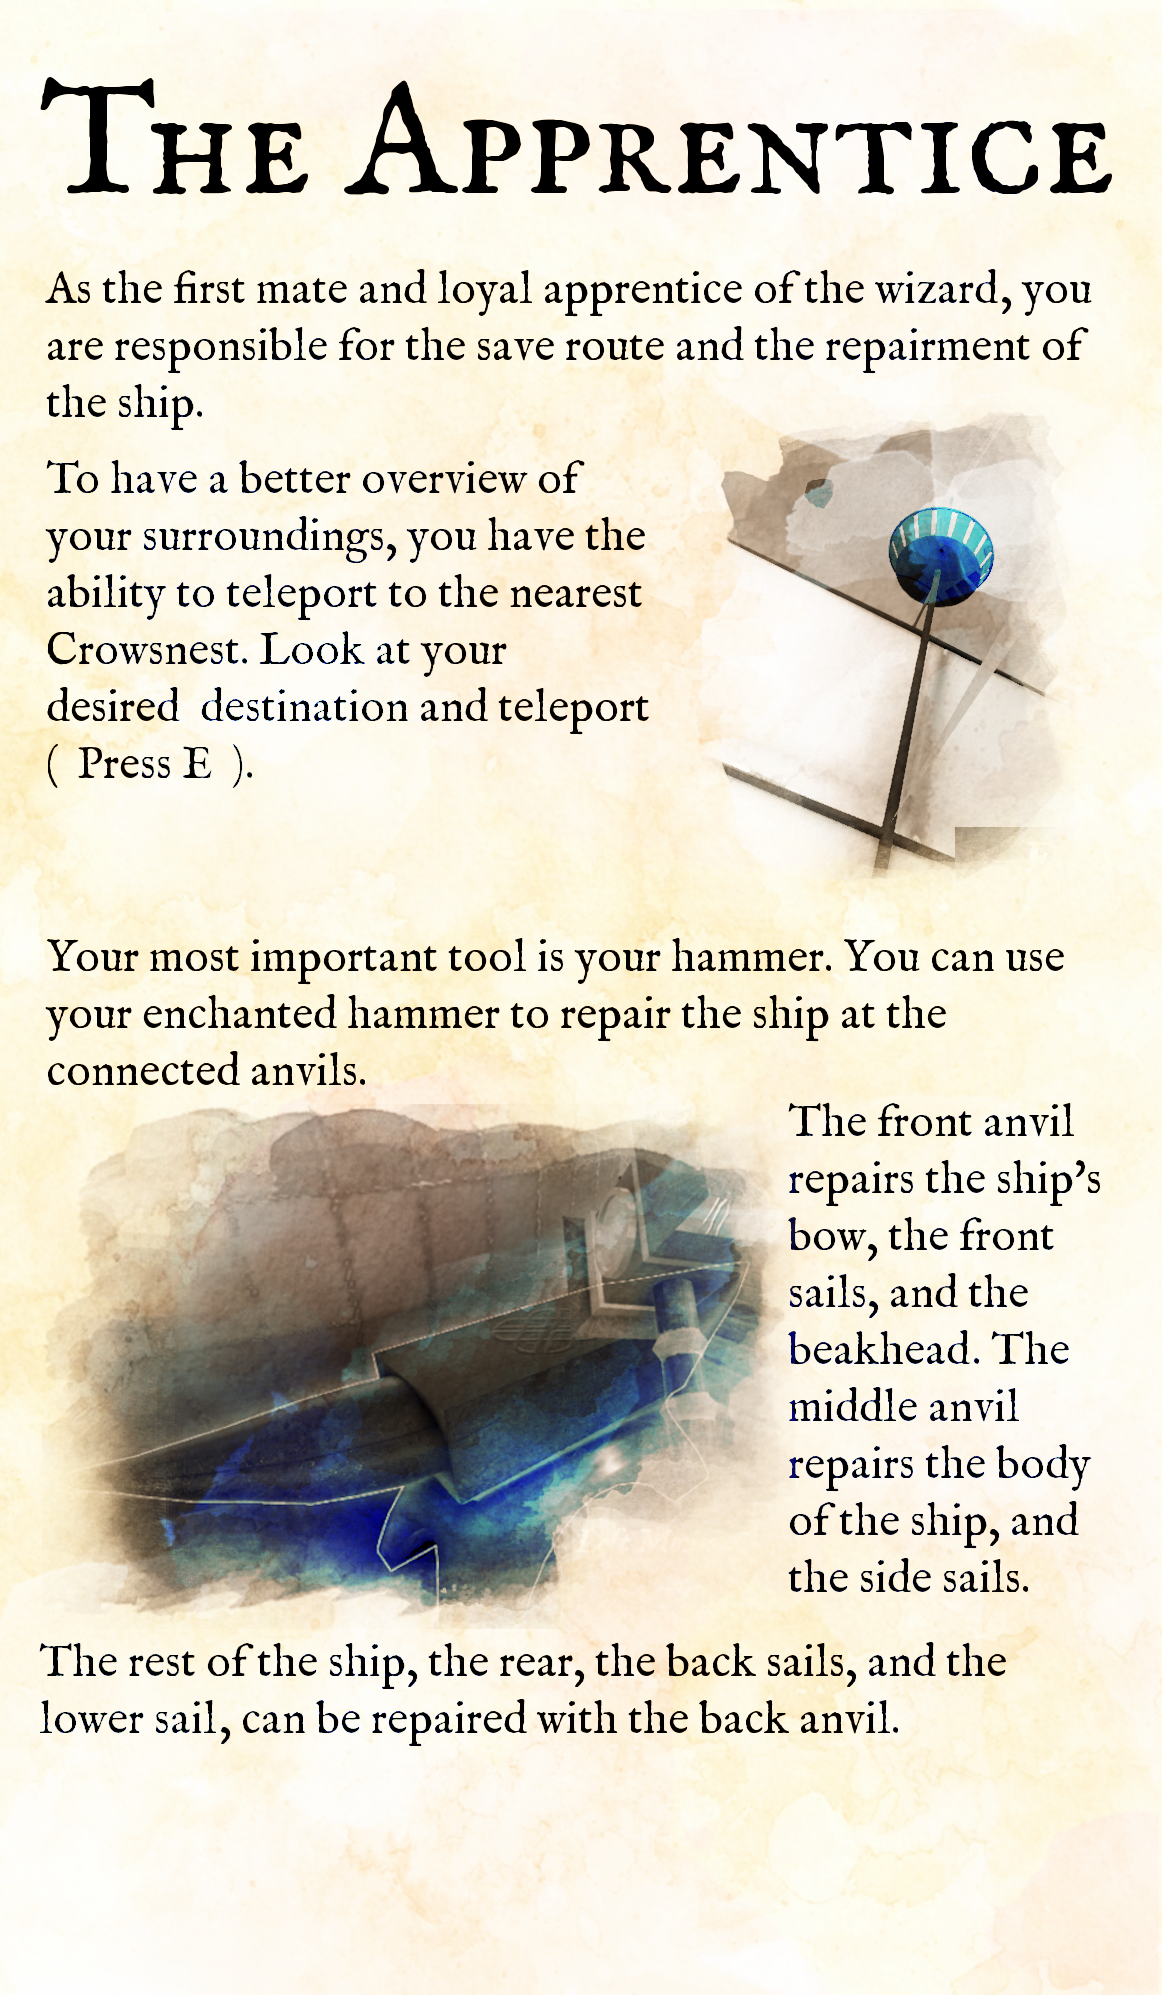 The Apprentice
As the first mate and loyal apprentice of the wizard, you
are responsible for the save route and the repairment of
the ship.
To have a better overview of
your surroundings, you have the
ability to teleport to the nearest
Crowsnest. Look at your
desired  destination and teleport
(  Press E  ).
Your most important tool is your hammer. You can use
your enchanted hammer to repair the ship at the
connected anvils.
The front anvil
repairs the ship's
bow, the front
sails, and the
beakhead. The
middle anvil
repairs the body
of the ship, and
the side sails.
The rest of the ship, the rear, the back sails, and the
lower sail, can be repaired with the back anvil.